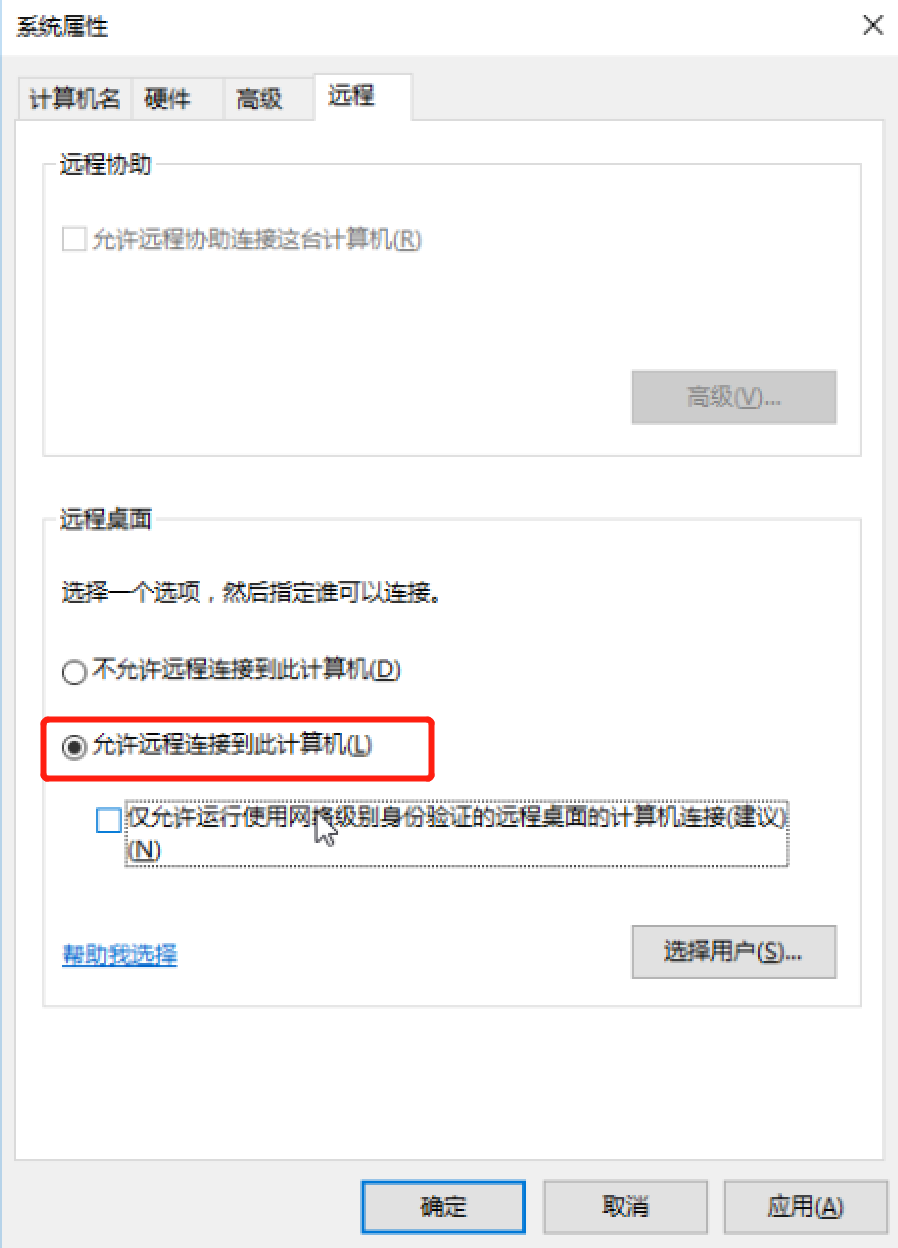 系统属性
计算机名 硬件 高级 远程
远程协助
允许远程协助连接这台计算机(R)
高级(V)...
远程桌面
选择一个选项，然后指定谁可以连接。
不允许远程连接到此计算机(D)
允许远程连接到此计算机(L)
仅允许运行使用网络级别身份验证的远程桌面的计算机连接(建议)
(N)
帮助我选择 选择用户(S)...
确定 取消 应用(A)